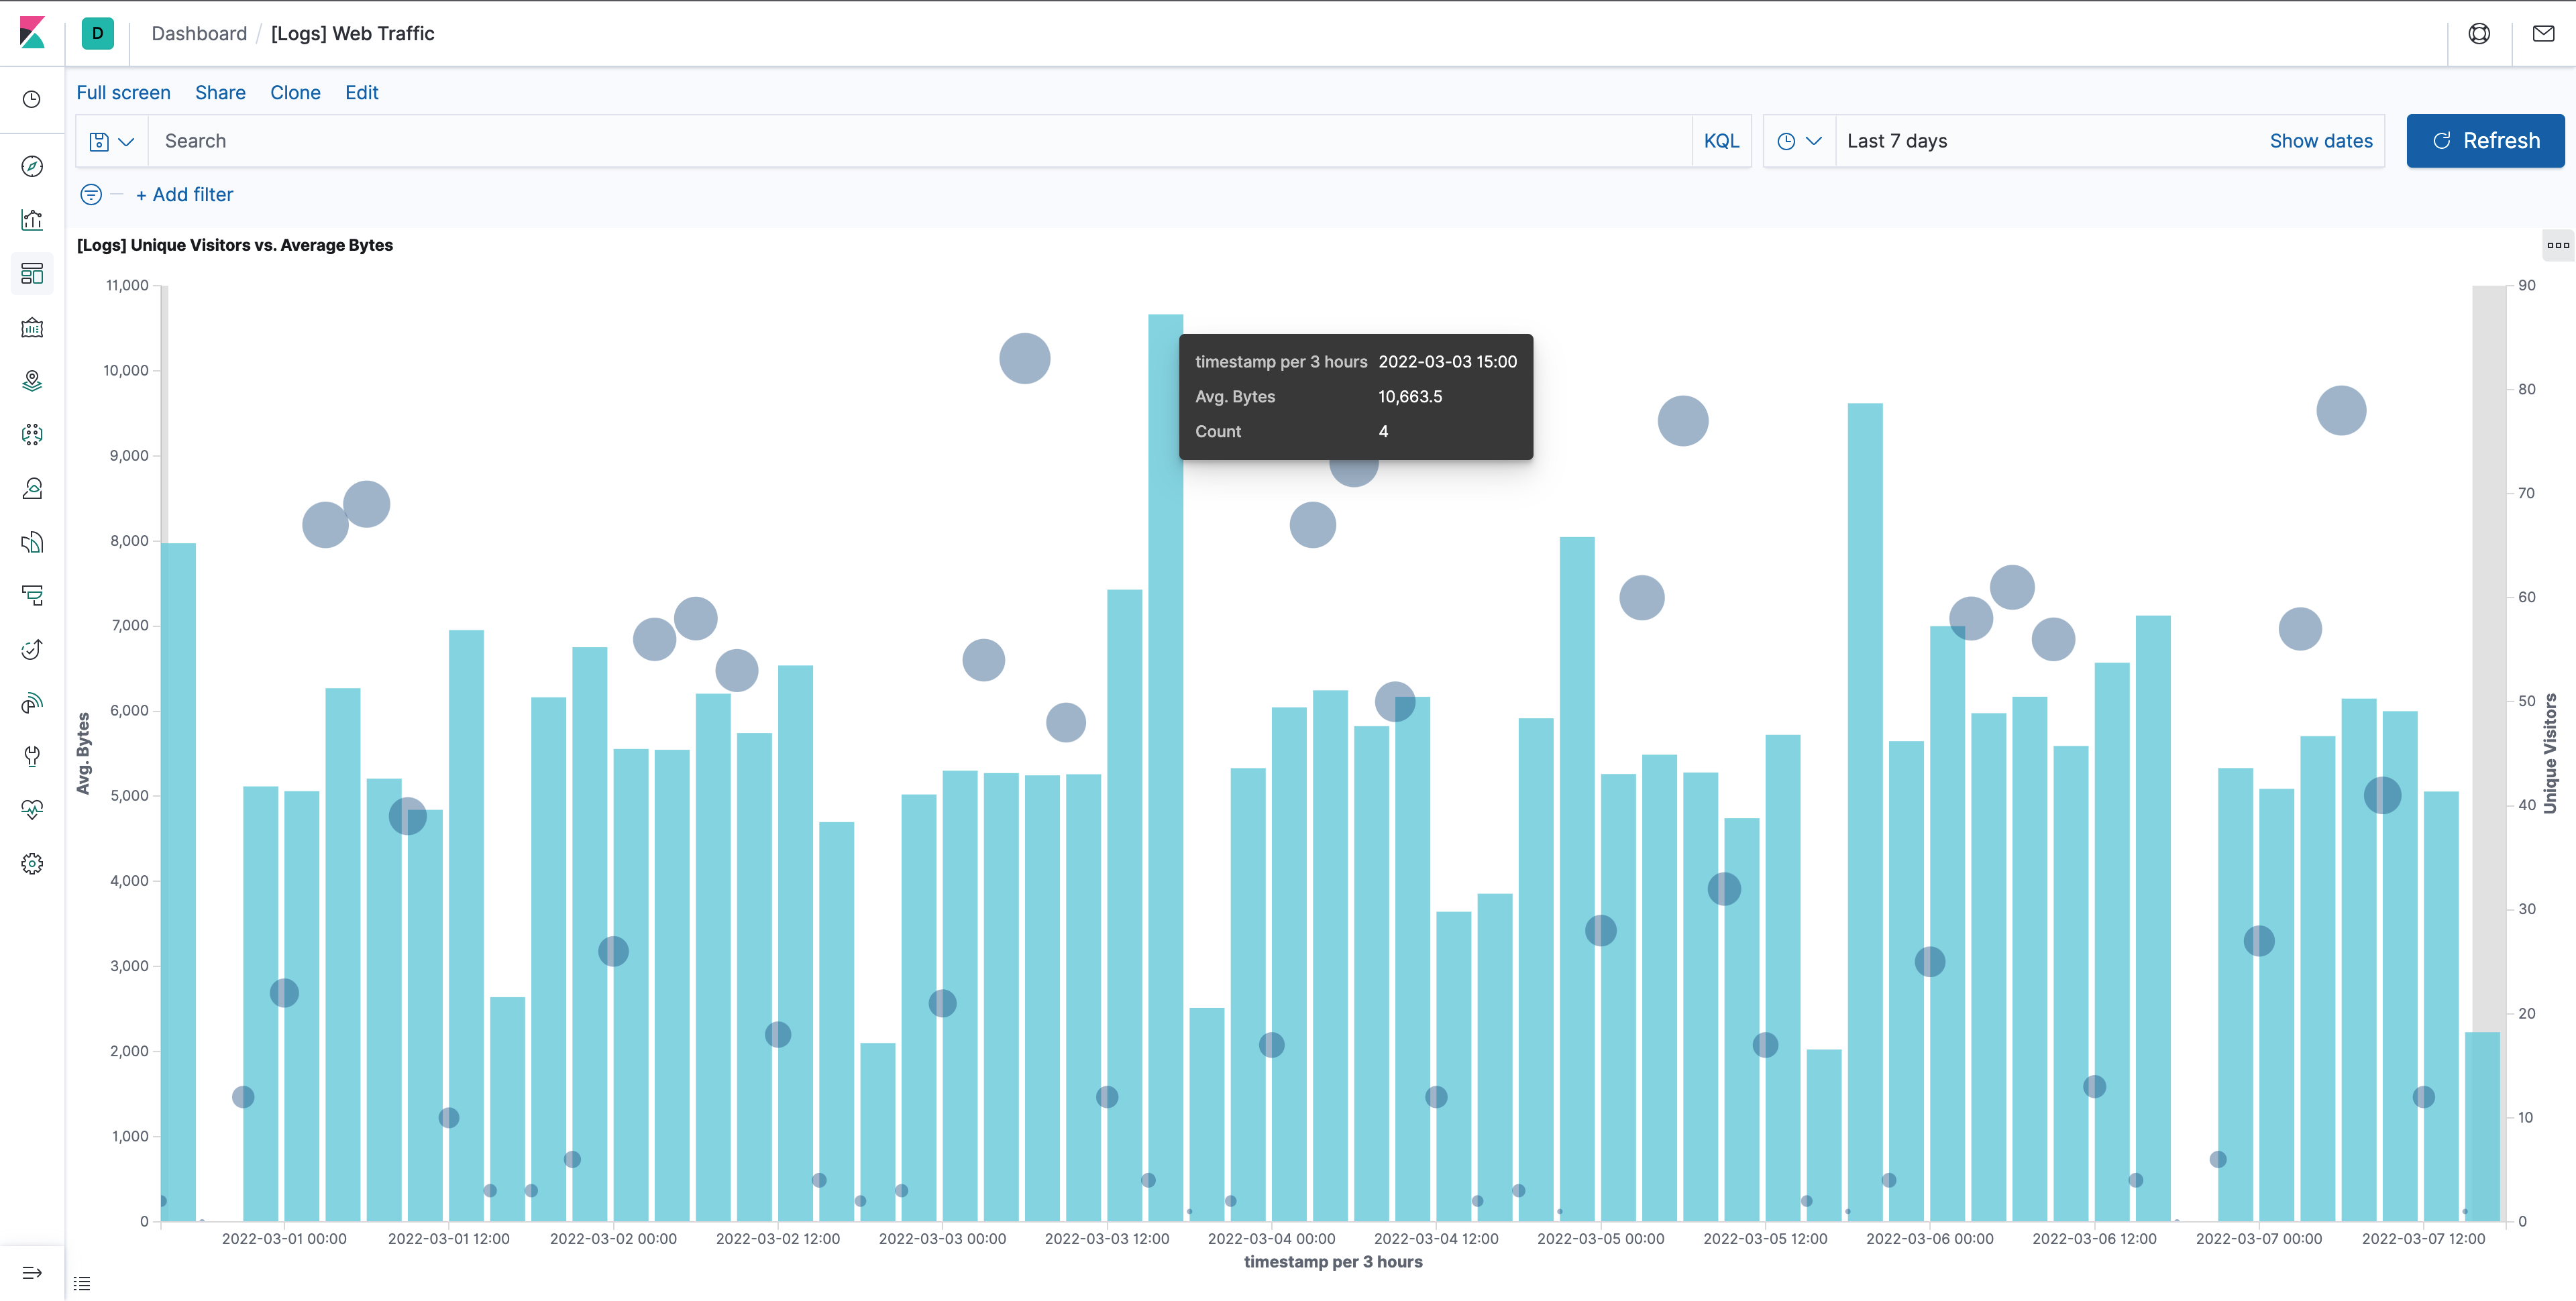 D Dashboard / [Logs] Web Traffic
Full screen Share Clone Edit
Search KQL Last 7 days Show dates Refresh
+ Add filter
[Logs] Unique Visitors vs. Average Bytes
11,000
10,000
9,000
8,000
7,000
6,000
5,000
4,000
3,000
2,000
1,000
0
Avg. Bytes
timestamp per 3 hours 2022-03-03 15:00
Avg. Bytes 10,663.5
Count 4
90
80
70
60
50
40
30
20
10
0
Unique Visitors
2022-03-01 00:00 2022-03-01 12:00 2022-03-02 00:00 2022-03-02 12:00 2022-03-03 00:00 2022-03-03 12:00 2022-03-04 00:00 2022-03-04 12:00 2022-03-05 00:00 2022-03-05 12:00 2022-03-06 00:00 2022-03-06 12:00 2022-03-07 00:00 2022-03-07 12:00
timestamp per 3 hours